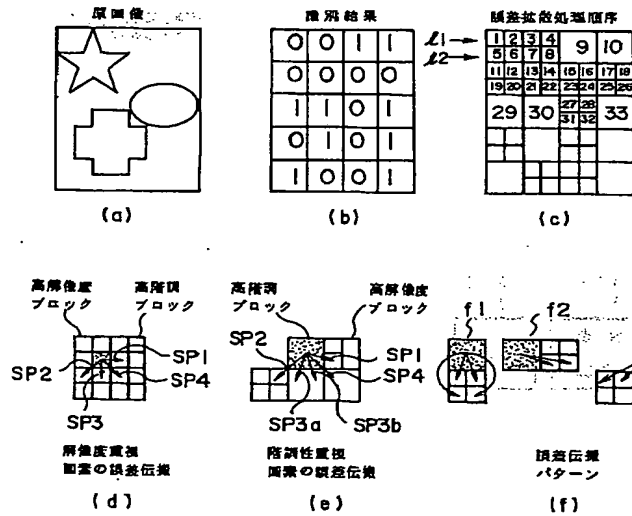 原画像
識別結果
誤差拡散処理順序
0 0 1 1
0 0 0 0
1 1 0 1
0 1 0 1
1 0 0 1
ℓ1
ℓ2
1 2 3 4 9 10
5 6 7 8
11 12 13 14 15 16 17 18
19 20 21 22 23 24 25 26
29 30 27 28 33
31 32
(a)
(b)
(c)
高解像度
ブロック
高階調
ブロック
SP1
SP2
SP4
SP3
解像度重視
画素の誤差伝搬
(d)
高階調
ブロック
高解像度
ブロック
SP2
SP1
SP4
SP3a
SP3b
階調性重視
画素の誤差伝搬
(e)
f1
f2
誤差伝搬
パターン
(f)